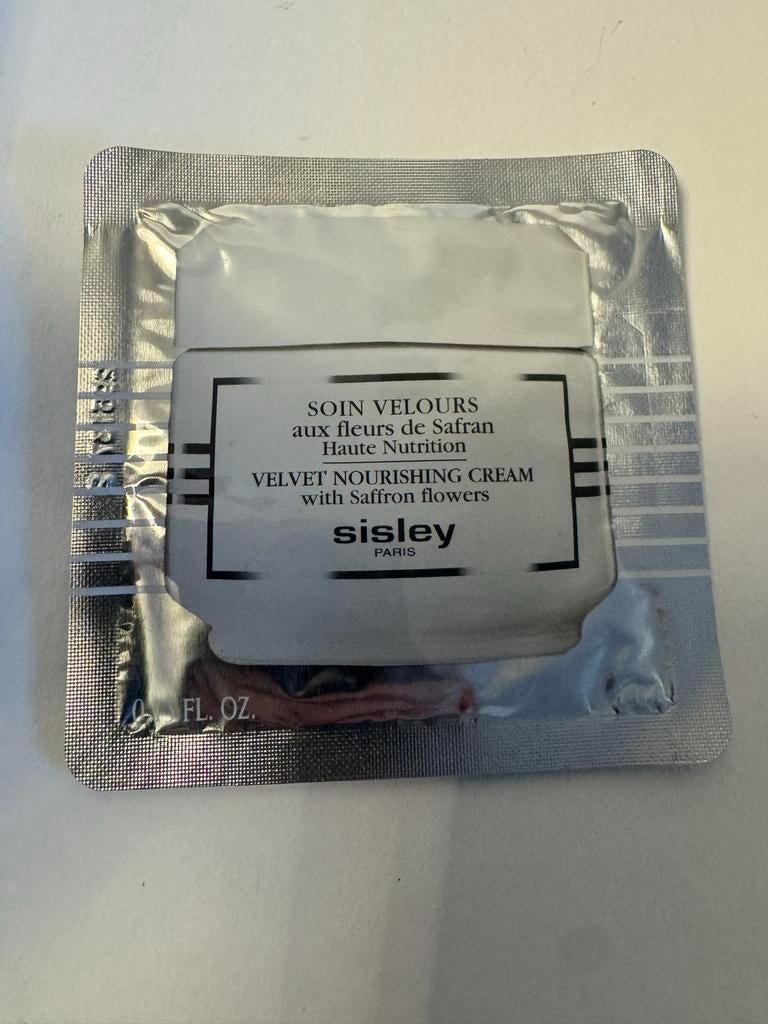 SOIN VELOURS
aux fleurs de Safran
Haute Nutrition
VELVET NOURISHING CREAM
with Saffron flowers
sisley
PARIS
FL. OZ.